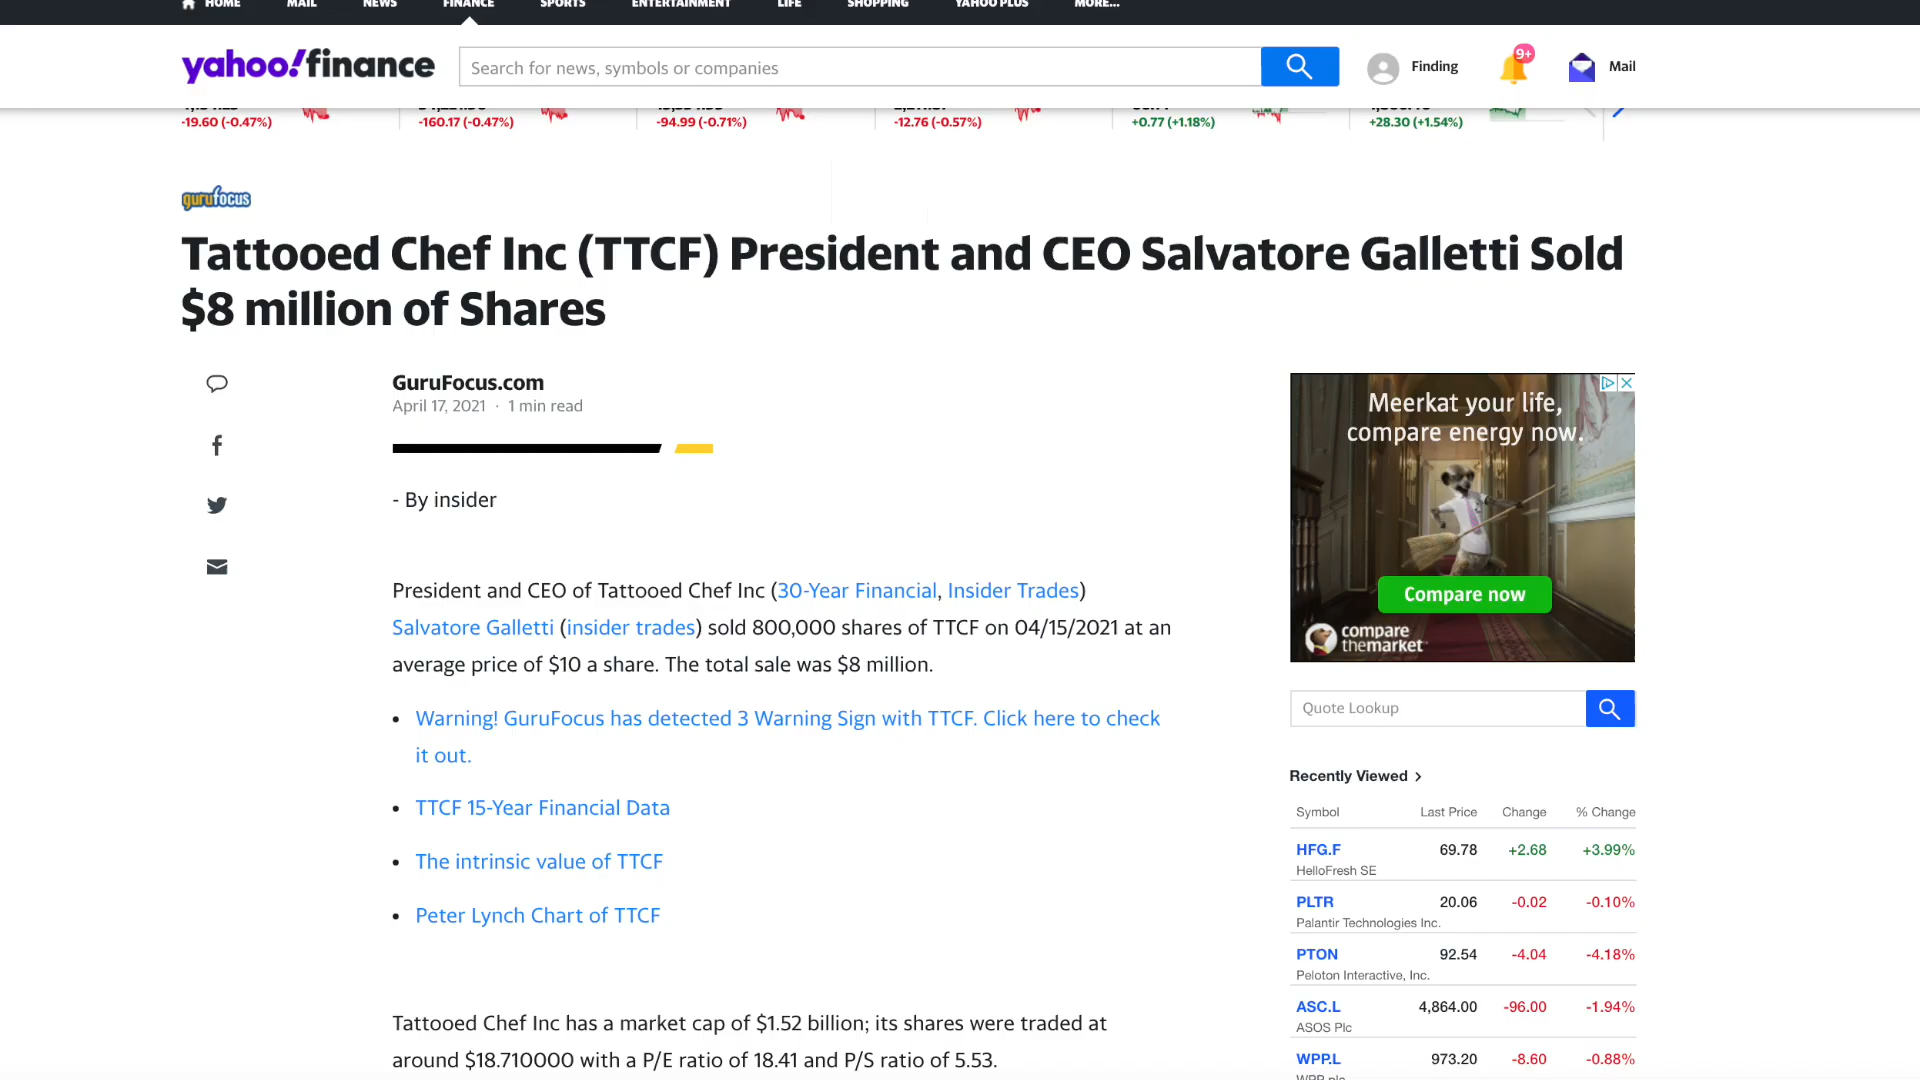 HOME MAIL NEWS FINANCE SPORTS ENTERTAINMENT LIFE SHOPPING YAHOO PLUS MORE...
yahoo!finance
Search for news, symbols or companies
Finding
9+
Mail
-19.60 (-0.47%)
-160.17 (-0.47%)
-94.99 (-0.71%)
-12.76 (-0.57%)
+0.77 (+1.18%)
+28.30 (+1.54%)
gurufocus
Tattooed Chef Inc (TTCF) President and CEO Salvatore Galletti Sold
$8 million of Shares
GuruFocus.com
April 17, 2021 · 1 min read
- By insider
President and CEO of Tattooed Chef Inc (30-Year Financial, Insider Trades)
Salvatore Galletti (insider trades) sold 800,000 shares of TTCF on 04/15/2021 at an
average price of $10 a share. The total sale was $8 million.
• Warning! GuruFocus has detected 3 Warning Sign with TTCF. Click here to check
it out.
• TTCF 15-Year Financial Data
• The intrinsic value of TTCF
• Peter Lynch Chart of TTCF
Tattooed Chef Inc has a market cap of $1.52 billion; its shares were traded at
around $18.710000 with a P/E ratio of 18.41 and P/S ratio of 5.53.
Meerkat your life,
compare energy now.
Compare now
compare
themarket
Quote Lookup
Recently Viewed >
Symbol Last Price Change % Change
HFG.F 69.78 +2.68 +3.99%
HelloFresh SE
PLTR 20.06 -0.02 -0.10%
Palantir Technologies Inc.
PTON 92.54 -4.04 -4.18%
Peloton Interactive, Inc.
ASC.L 4,864.00 -96.00 -1.94%
ASOS Plc
WPP.L 973.20 -8.60 -0.88%